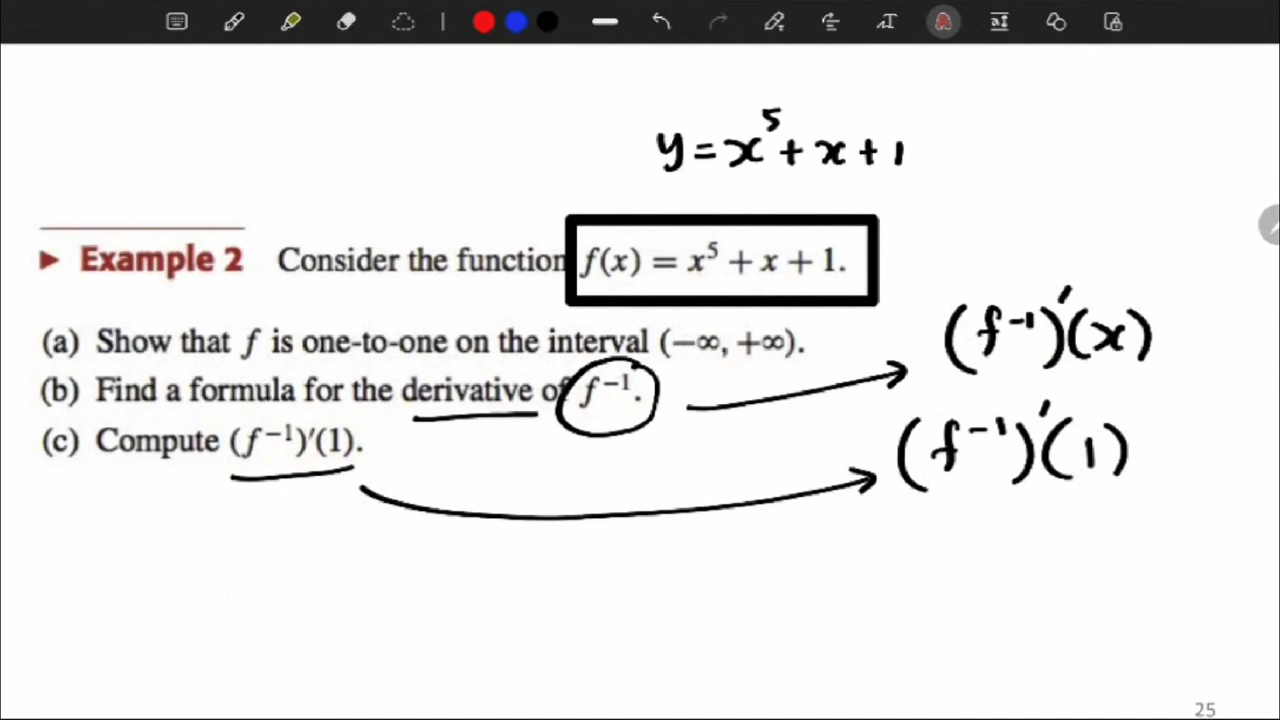 y = x⁵ + x + 1
▶ Example 2 Consider the function f(x) = x⁵ + x + 1.
(a) Show that f is one-to-one on the interval (−∞, +∞).
(f⁻¹)′(x)
(b) Find a formula for the derivative of f⁻¹.
(c) Compute (f⁻¹)′(1).
(f⁻¹)′(1)
25